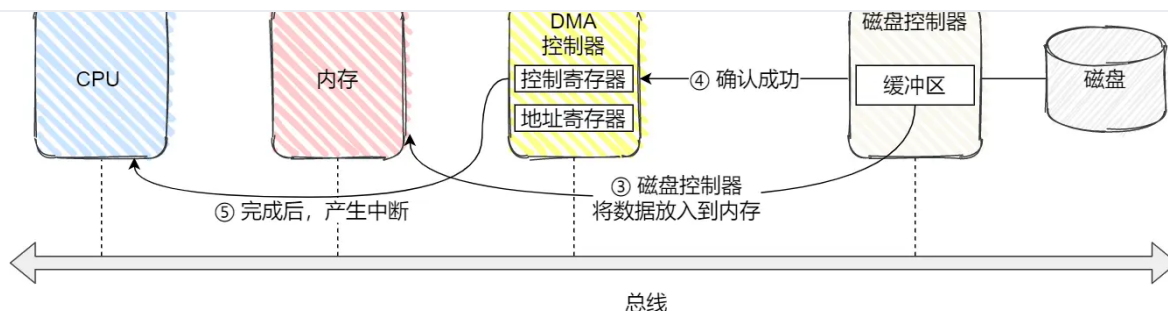 DMA
控制器
磁盘控制器
CPU
内存
控制寄存器
地址寄存器
④ 确认成功
缓冲区
磁盘
③ 磁盘控制器
将数据放入到内存
⑤ 完成后，产生中断
总线